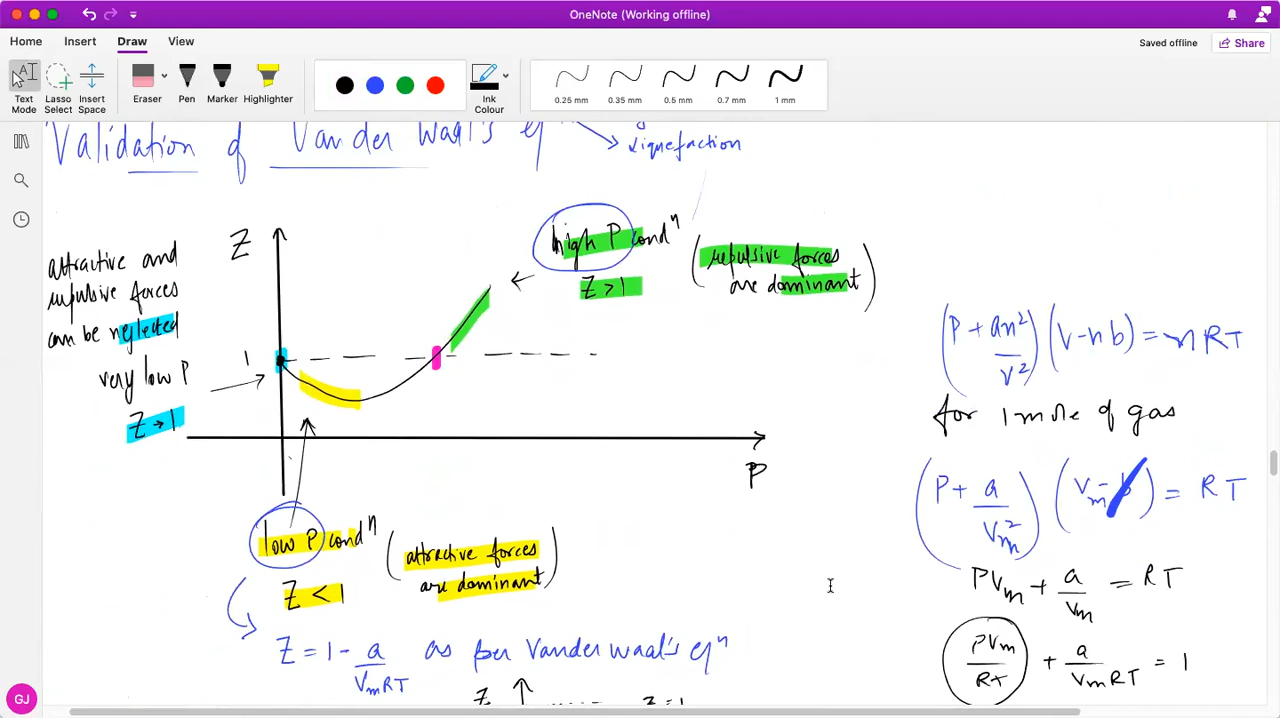 OneNote (Working offline)
Home Insert Draw View
Saved offline
Share
Text Mode
Lasso Select
Insert Space
Eraser
Pen
Marker
Highlighter
Ink Colour
0.25 mm
0.35 mm
0.5 mm
0.7 mm
1 mm
Validation of Vander Waal's eqⁿ
liquefaction
attractive and
repulsive forces
can be neglected
very low P
Z → 1
Z
1
P
high P condⁿ
Z > 1
(repulsive forces
are dominant)
low P condⁿ
Z < 1
(attractive forces
are dominant)
Z = 1 - a/VmRT as per Vander waal's eqⁿ
Z
Z = 1
(P + an²/V²) (V - nb) = nRT
for 1 mole of gas
(P + a/Vm²) (Vm - b) = RT
PVm + a/Vm = RT
PVm/RT + a/VmRT = 1
GJ